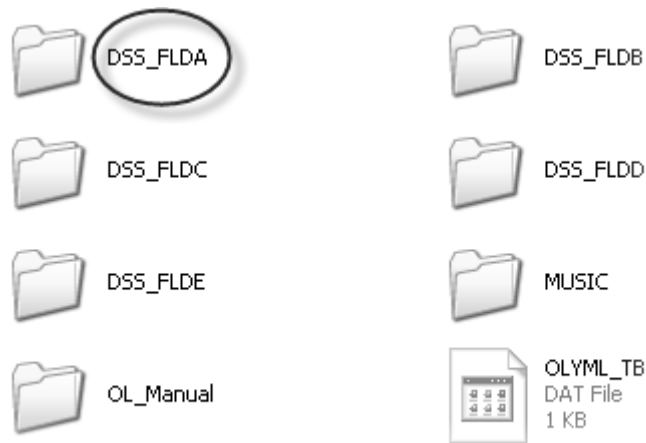 DSS_FLDA
DSS_FLDB
DSS_FLDC
DSS_FLDD
DSS_FLDE
MUSIC
OL_Manual
OLYML_TB
DAT File
1 KB